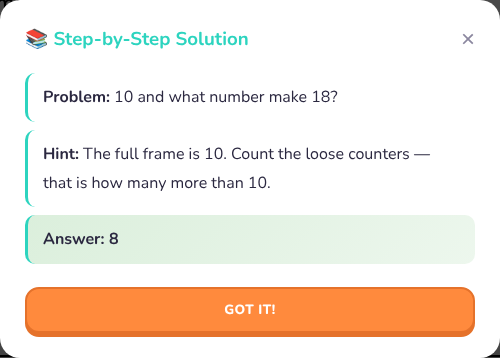 📚 Step-by-Step Solution ×
Problem: 10 and what number make 18?
Hint: The full frame is 10. Count the loose counters —
that is how many more than 10.
Answer: 8
GOT IT!